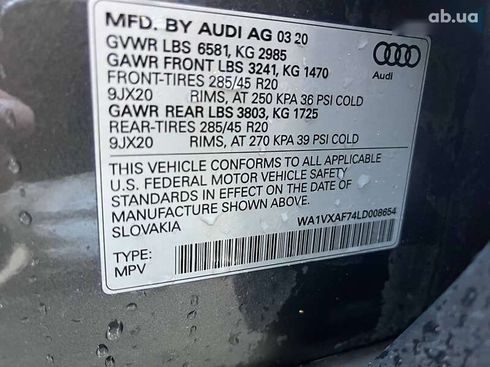 ab.ua
MFD. BY AUDI AG 03 20
GVWR LBS 6581, KG 2985
GAWR FRONT LBS 3241, KG 1470
FRONT-TIRES 285/45 R20
9JX20 RIMS, AT 250 KPA 36 PSI COLD
GAWR REAR LBS 3803, KG 1725
REAR-TIRES 285/45 R20
9JX20 RIMS, AT 270 KPA 39 PSI COLD
Audi
THIS VEHICLE CONFORMS TO ALL APPLICABLE
U.S. FEDERAL MOTOR VEHICLE SAFETY
STANDARDS IN EFFECT ON THE DATE OF
MANUFACTURE SHOWN ABOVE.
SLOVAKIA
WA1VXAF74LD008654
TYPE:
MPV